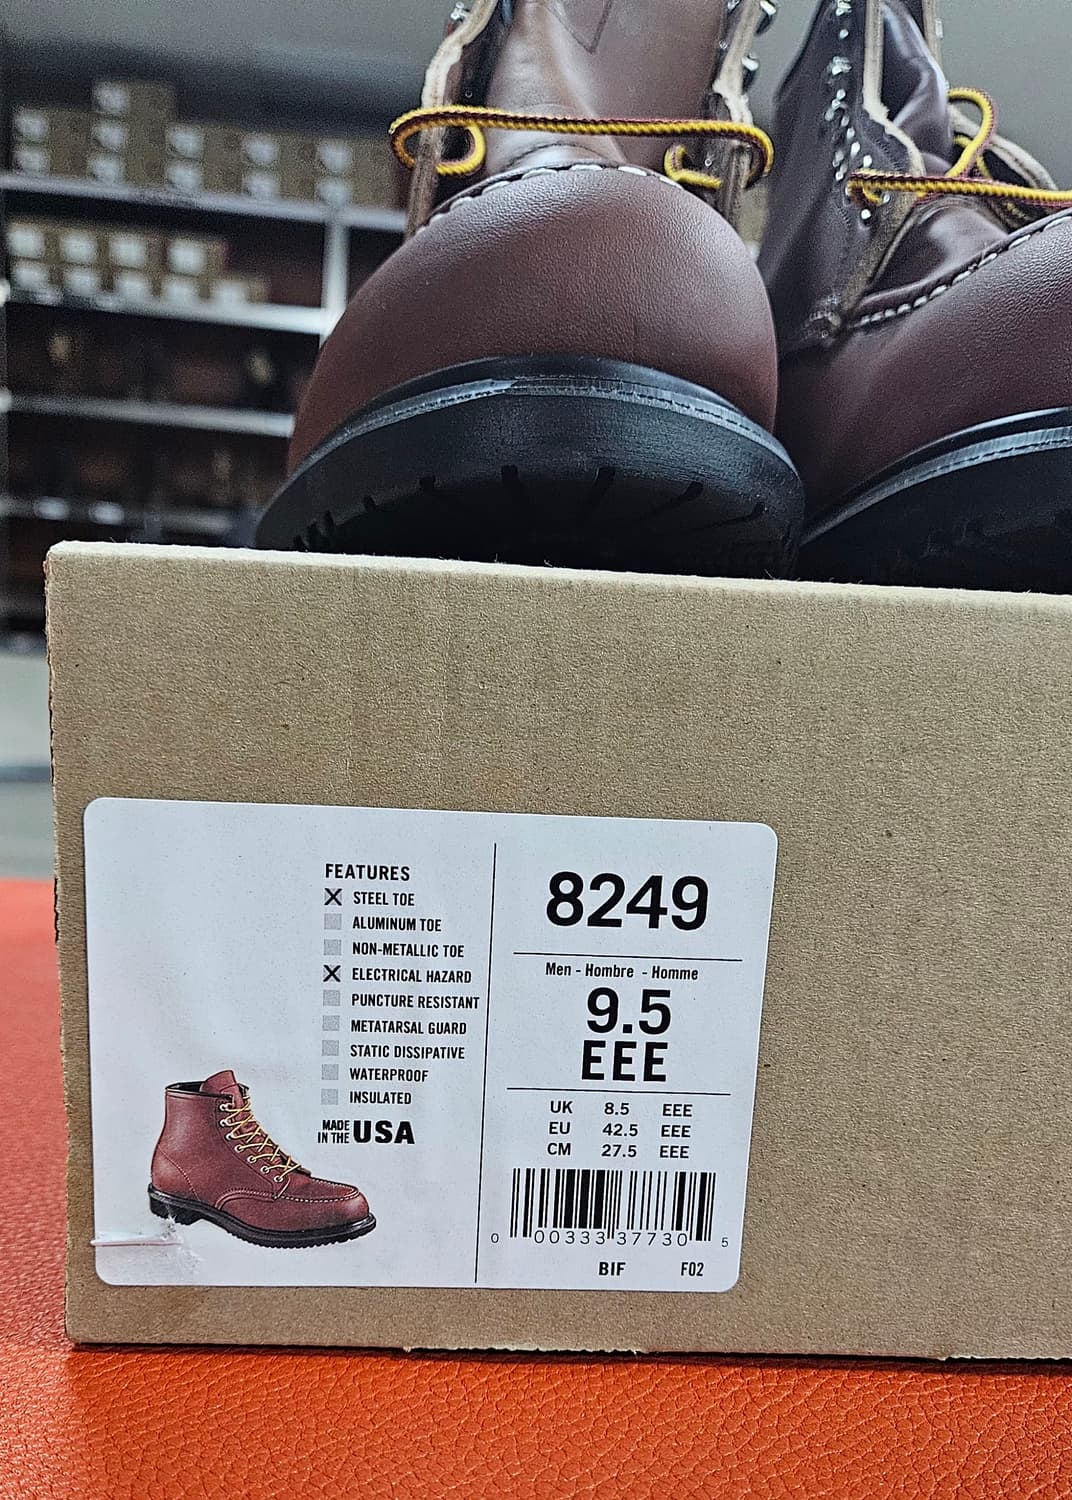 FEATURES
STEEL TOE
ALUMINUM TOE
NON-METALLIC TOE
ELECTRICAL HAZARD
PUNCTURE RESISTANT
METATARSAL GUARD
STATIC DISSIPATIVE
WATERPROOF
INSULATED
MADE IN THE USA
8249
Men - Hombre - Homme
9.5
EEE
UK 8.5 EEE
EU 42.5 EEE
CM 27.5 EEE
0 00333 37730 5
BIF F02